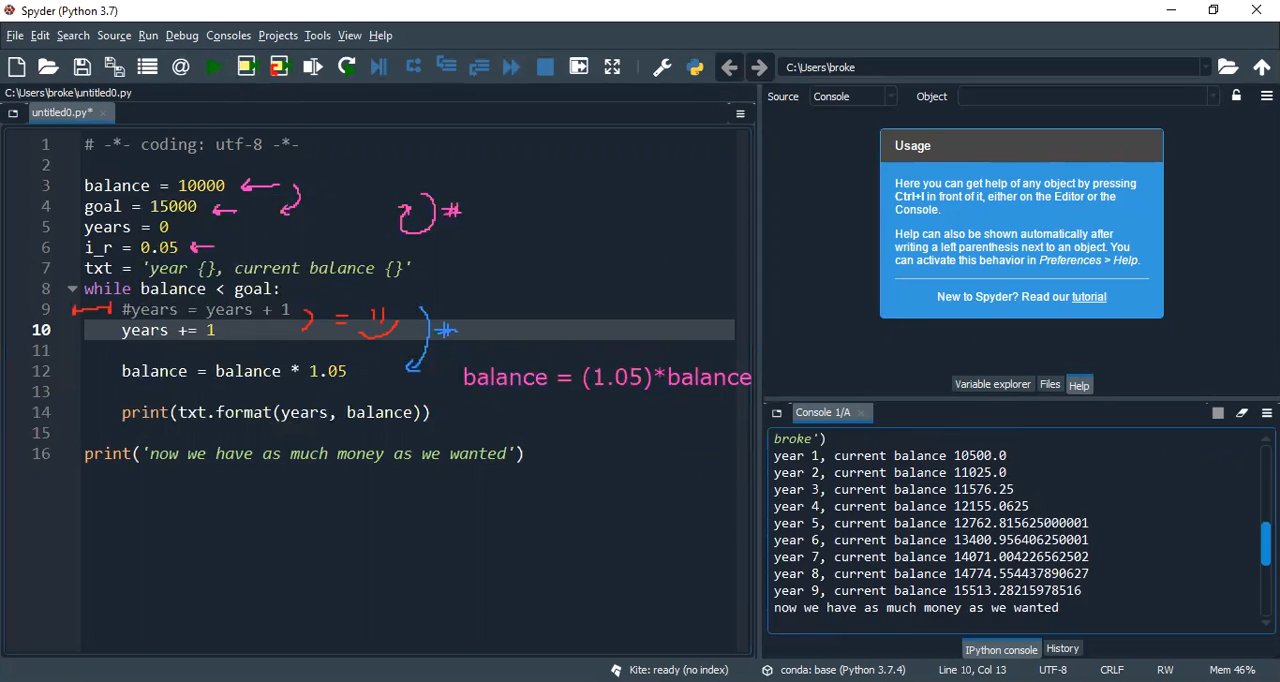 Spyder (Python 3.7)
File Edit Search Source Run Debug Consoles Projects Tools View Help
C:\Users\broke
C:\Users\broke\untitled0.py
Source Console Object
untitled0.py*
1 # -*- coding: utf-8 -*-
2
3 balance = 10000
4 goal = 15000
5 years = 0
6 i_r = 0.05
7 txt = 'year {}, current balance {}'
8 while balance < goal:
9 #years = years + 1
10 years += 1
11
12 balance = balance * 1.05
balance = (1.05)*balance
13
14 print(txt.format(years, balance))
15
16 print('now we have as much money as we wanted')
Usage
Here you can get help of any object by pressing
Ctrl+I in front of it, either on the Editor or the
Console.
Help can also be shown automatically after
writing a left parenthesis next to an object. You
can activate this behavior in Preferences > Help.
New to Spyder? Read our tutorial
Variable explorer Files Help
Console 1/A
broke')
year 1, current balance 10500.0
year 2, current balance 11025.0
year 3, current balance 11576.25
year 4, current balance 12155.0625
year 5, current balance 12762.815625000001
year 6, current balance 13400.956406250001
year 7, current balance 14071.004226562502
year 8, current balance 14774.554437890627
year 9, current balance 15513.28215978516
now we have as much money as we wanted
IPython console History
Kite: ready (no index) conda: base (Python 3.7.4) Line 10, Col 13 UTF-8 CRLF RW Mem 46%